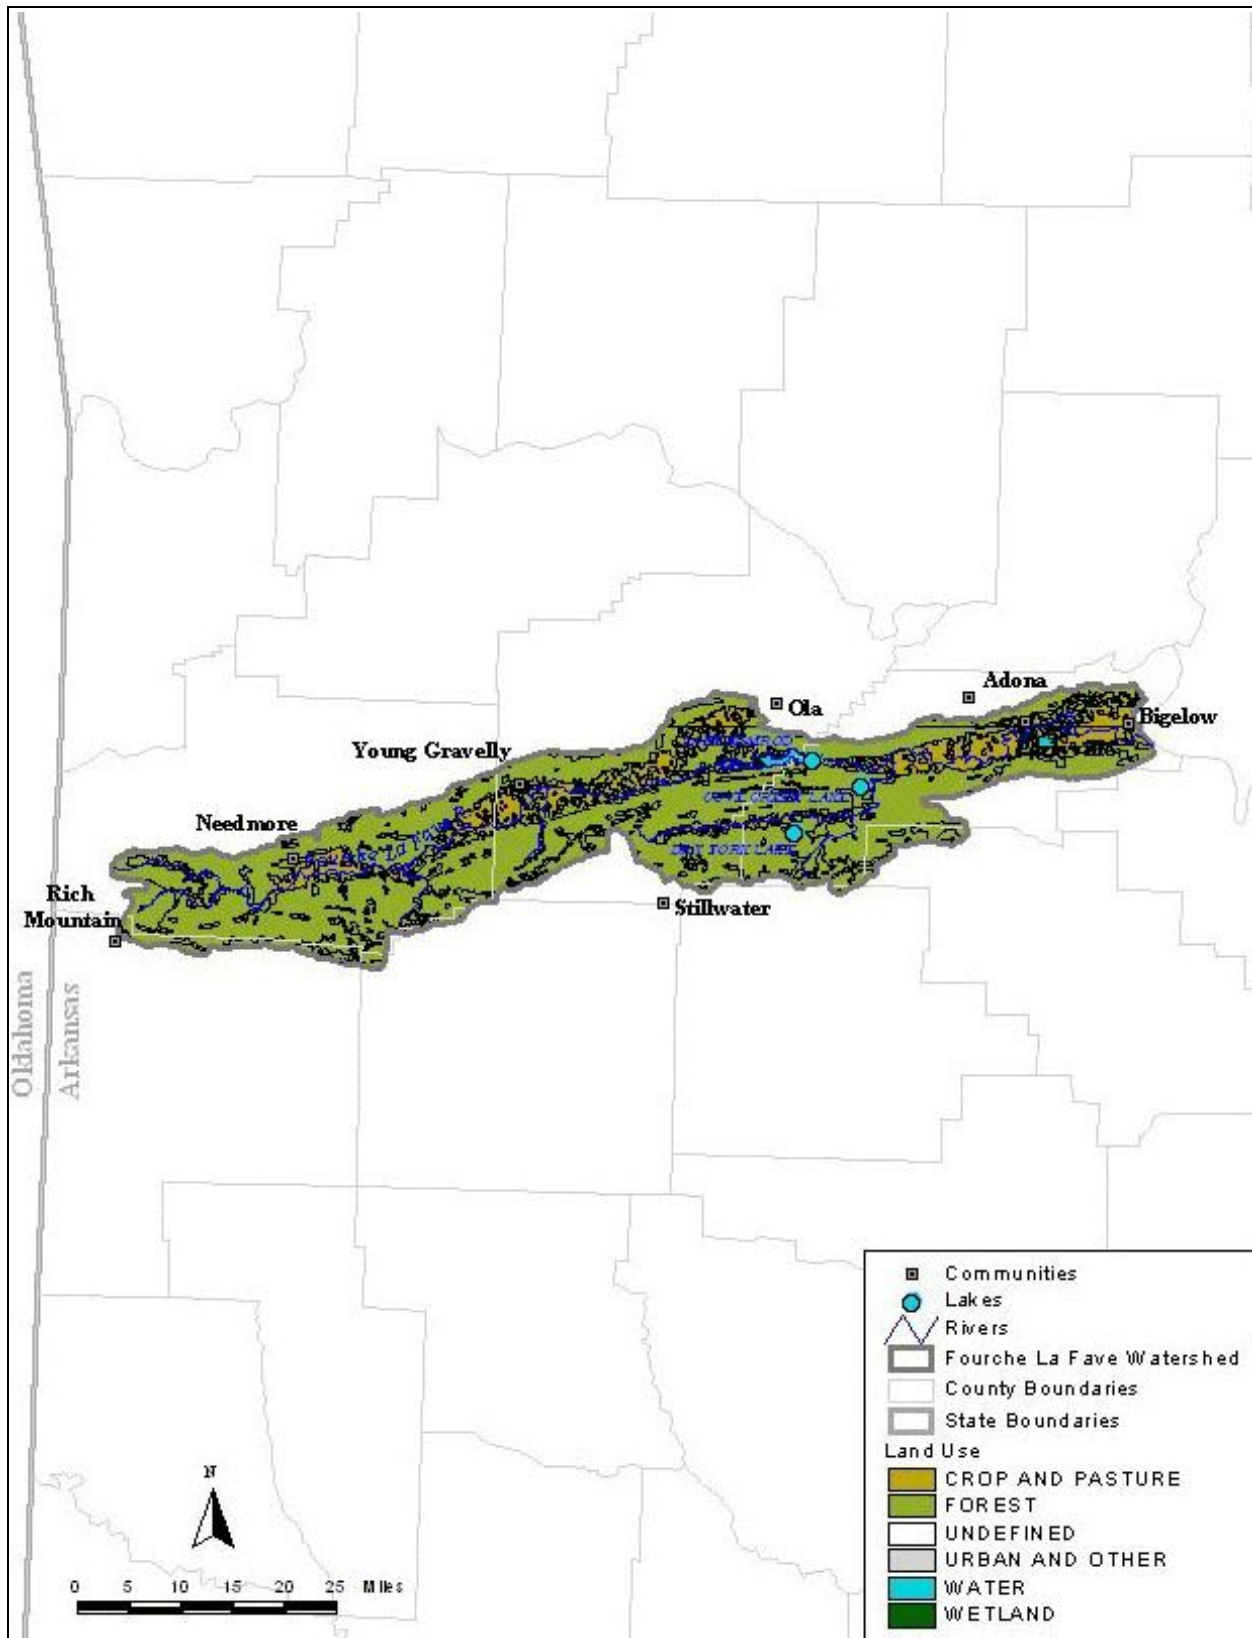 Adona
Ola
Bigelow
Young Gravelly
Needmore
Rich
Mountain
Stillwater
Oklahoma
Arkansas
N
0 5 10 15 20 25 Miles
Communities
Lakes
Rivers
Fourche La Fave Watershed
County Boundaries
State Boundaries
Land Use
CROP AND PASTURE
FOREST
UNDEFINED
URBAN AND OTHER
WATER
WETLAND